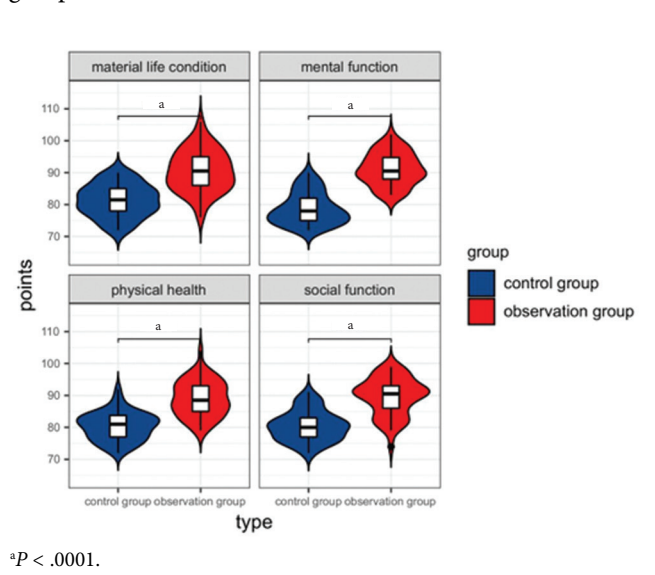 material life condition
mental function
110
100
90
80
70
a
a
physical health
social function
110
100
90
80
70
a
a
points
control group observation group
control group observation group
type
group
control group
observation group
ᵃP < .0001.